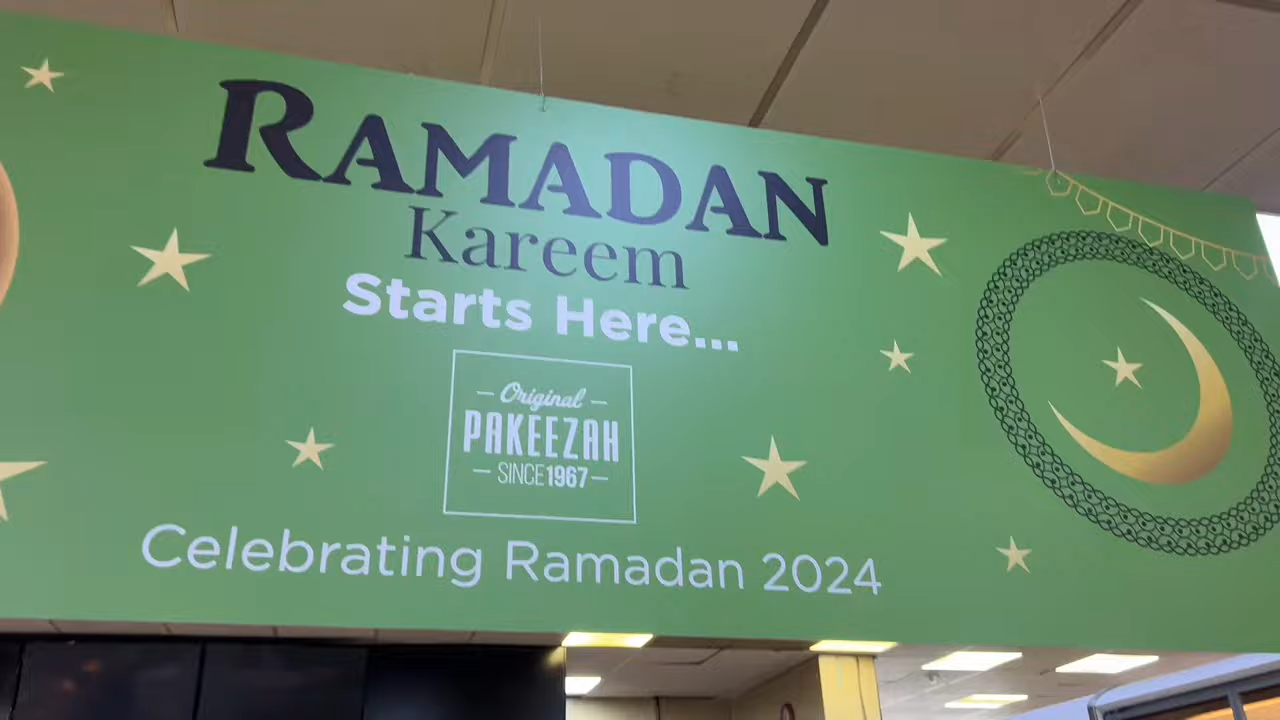 RAMADAN
Kareem
Starts Here...
Original
PAKEEZAH
SINCE 1967
Celebrating Ramadan 2024